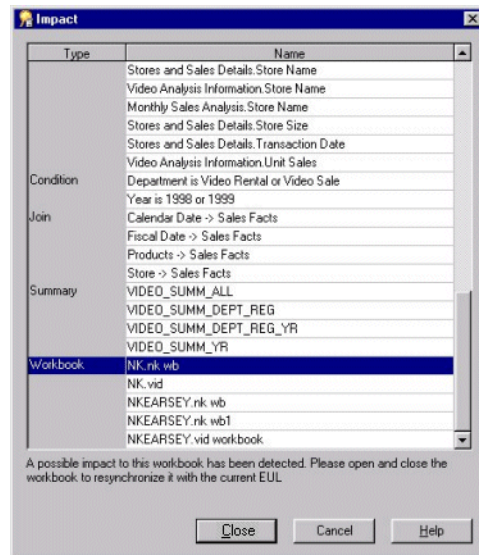 Impact
Type Name
Stores and Sales Details.Store Name
Video Analysis Information.Store Name
Monthly Sales Analysis.Store Name
Stores and Sales Details.Store Size
Stores and Sales Details.Transaction Date
Video Analysis Information.Unit Sales
Condition Department is Video Rental or Video Sale
Year is 1998 or 1999
Join Calendar Date -> Sales Facts
Fiscal Date -> Sales Facts
Products -> Sales Facts
Store -> Sales Facts
Summary VIDEO_SUMM_ALL
VIDEO_SUMM_DEPT_REG
VIDEO_SUMM_DEPT_REG_YR
VIDEO_SUMM_YR
Workbook NK.nk wb
NK.vid
NKEARSEY.nk wb
NKEARSEY.nk wb1
NKEARSEY.vid workbook
A possible impact to this workbook has been detected. Please open and close the
workbook to resynchronize it with the current EUL
Close Cancel Help